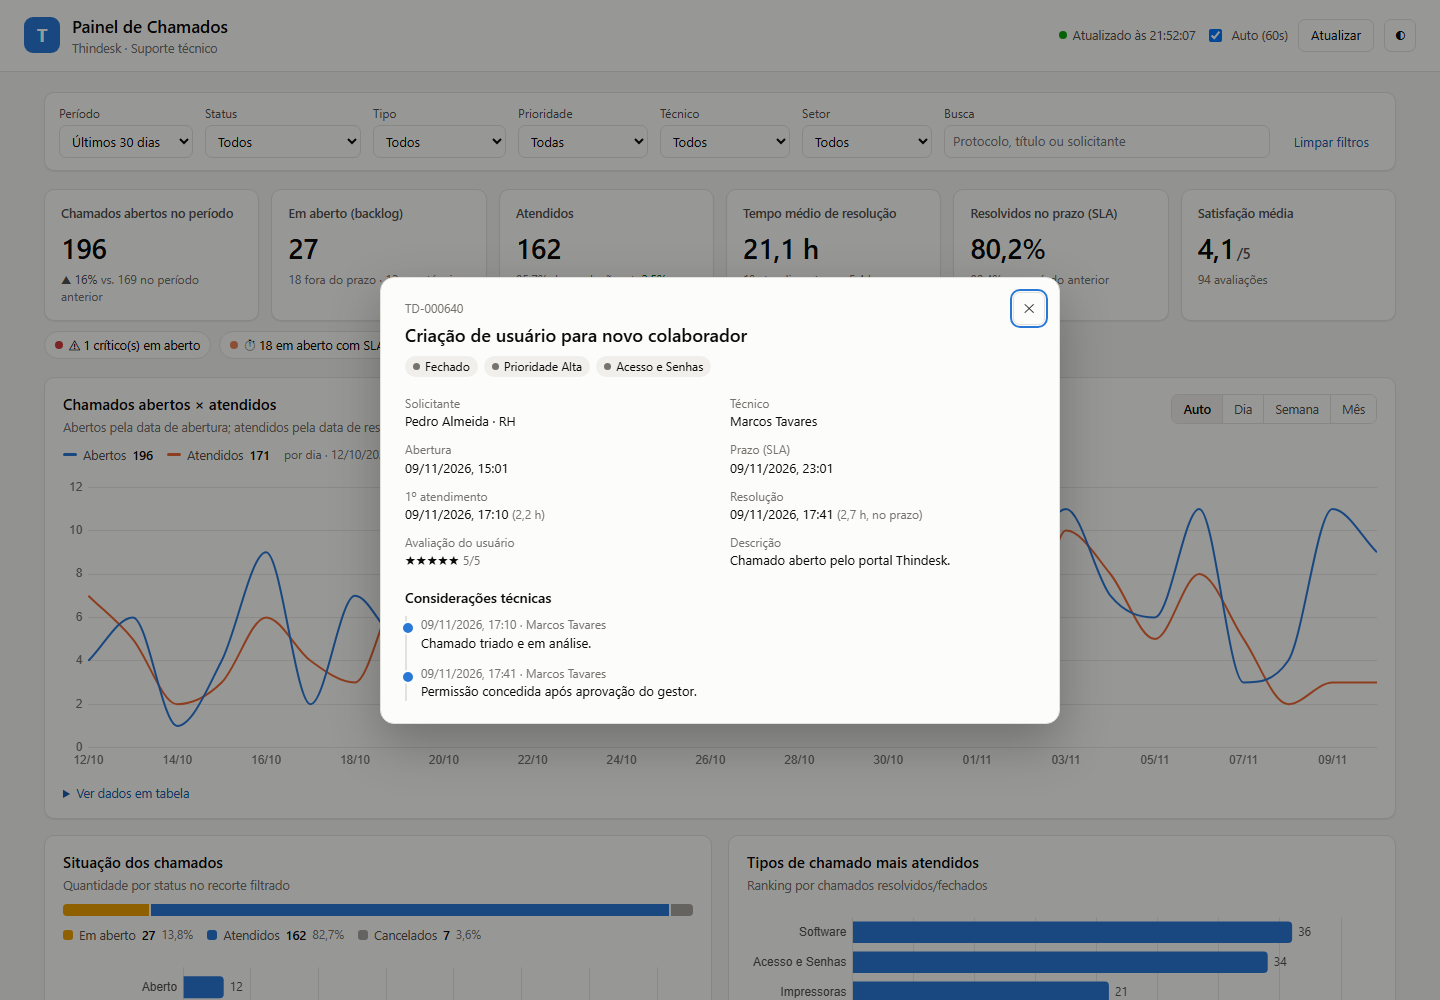 T
Painel de Chamados
Thindesk · Suporte técnico
Atualizado às 21:52:07
Auto (60s)
Atualizar
Período
Status
Tipo
Prioridade
Técnico
Setor
Busca
Últimos 30 dias
Todos
Todos
Todas
Todos
Todos
Protocolo, título ou solicitante
Limpar filtros
Chamados abertos no período
196
▲ 16% vs. 169 no período
anterior
Em aberto (backlog)
27
18 fora do prazo ·
Atendidos
162
Tempo médio de resolução
21,1 h
Resolvidos no prazo (SLA)
80,2%
anterior
Satisfação média
4,1 /5
94 avaliações
⚠ 1 crítico(s) em aberto
⏱ 18 em aberto com SLA
TD-000640
Criação de usuário para novo colaborador
Fechado
Prioridade Alta
Acesso e Senhas
Solicitante
Pedro Almeida · RH
Técnico
Marcos Tavares
Abertura
09/11/2026, 15:01
Prazo (SLA)
09/11/2026, 23:01
1º atendimento
09/11/2026, 17:10 (2,2 h)
Resolução
09/11/2026, 17:41 (2,7 h, no prazo)
Avaliação do usuário
★★★★★ 5/5
Descrição
Chamado aberto pelo portal Thindesk.
Considerações técnicas
09/11/2026, 17:10 · Marcos Tavares
Chamado triado e em análise.
09/11/2026, 17:41 · Marcos Tavares
Permissão concedida após aprovação do gestor.
Chamados abertos × atendidos
Abertos pela data de abertura; atendidos pela data de
Auto
Dia
Semana
Mês
Abertos 196
Atendidos 171
por dia · 12/10/20
12
10
8
6
4
2
0
12/10
14/10
16/10
18/10
20/10
22/10
24/10
26/10
28/10
30/10
01/11
03/11
05/11
07/11
09/11
▶ Ver dados em tabela
Situação dos chamados
Quantidade por status no recorte filtrado
Em aberto 27 13,8%
Atendidos 162 82,7%
Cancelados 7 3,6%
Aberto
12
Tipos de chamado mais atendidos
Ranking por chamados resolvidos/fechados
Software
36
Acesso e Senhas
34
Impressoras
21